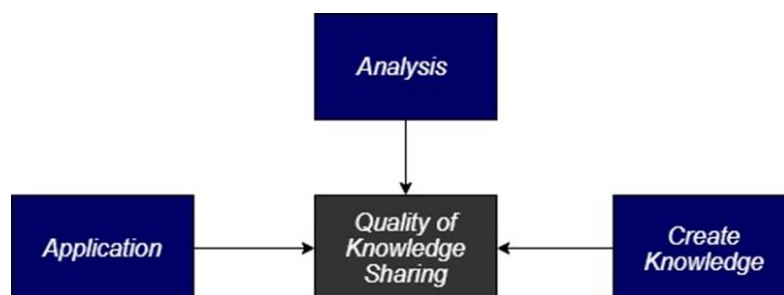 Analysis
Application
Quality of
Knowledge
Sharing
Create
Knowledge